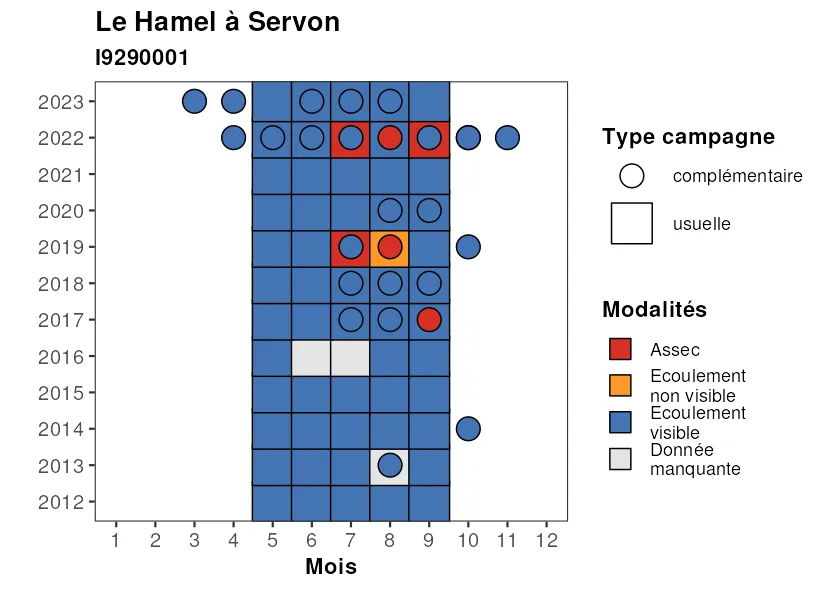 Le Hamel à Servon
I9290001
2023
2022
2021
2020
2019
2018
2017
2016
2015
2014
2013
2012
1 2 3 4 5 6 7 8 9 10 11 12
Mois
Type campagne
complémentaire
usuelle
Modalités
Assec
Ecoulement
non visible
Ecoulement
visible
Donnée
manquante